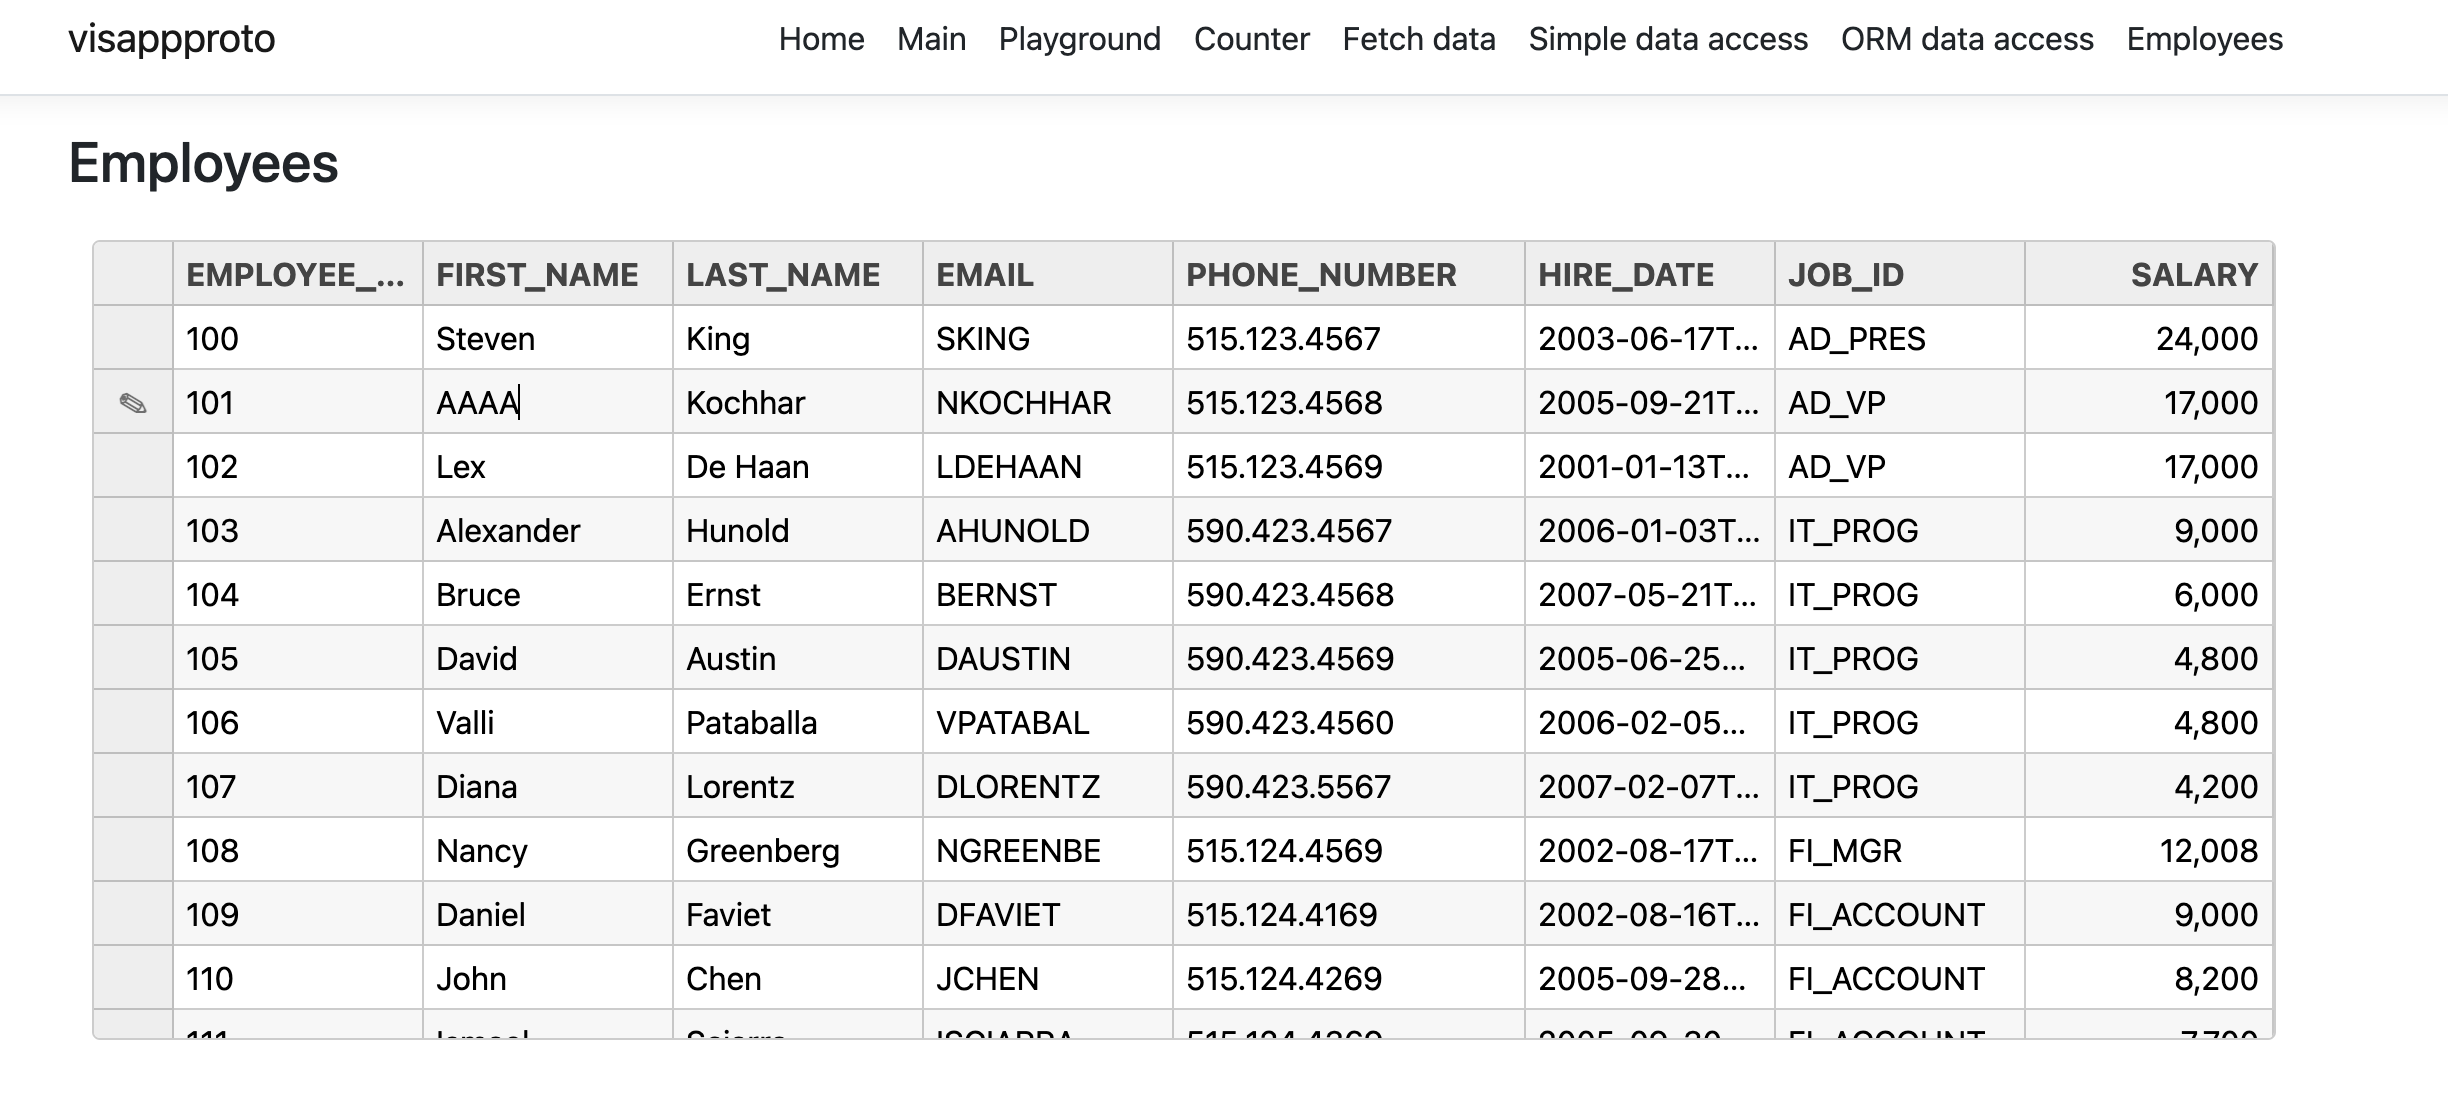 visappproto Home Main Playground Counter Fetch data Simple data access ORM data access Employees
Employees
EMPLOYEE_... FIRST_NAME LAST_NAME EMAIL PHONE_NUMBER HIRE_DATE JOB_ID SALARY
100 Steven King SKING 515.123.4567 2003-06-17T... AD_PRES 24,000
101 AAAA Kochhar NKOCHHAR 515.123.4568 2005-09-21T... AD_VP 17,000
102 Lex De Haan LDEHAAN 515.123.4569 2001-01-13T... AD_VP 17,000
103 Alexander Hunold AHUNOLD 590.423.4567 2006-01-03T... IT_PROG 9,000
104 Bruce Ernst BERNST 590.423.4568 2007-05-21T... IT_PROG 6,000
105 David Austin DAUSTIN 590.423.4569 2005-06-25... IT_PROG 4,800
106 Valli Pataballa VPATABAL 590.423.4560 2006-02-05... IT_PROG 4,800
107 Diana Lorentz DLORENTZ 590.423.5567 2007-02-07T... IT_PROG 4,200
108 Nancy Greenberg NGREENBE 515.124.4569 2002-08-17T... FI_MGR 12,008
109 Daniel Faviet DFAVIET 515.124.4169 2002-08-16T... FI_ACCOUNT 9,000
110 John Chen JCHEN 515.124.4269 2005-09-28... FI_ACCOUNT 8,200